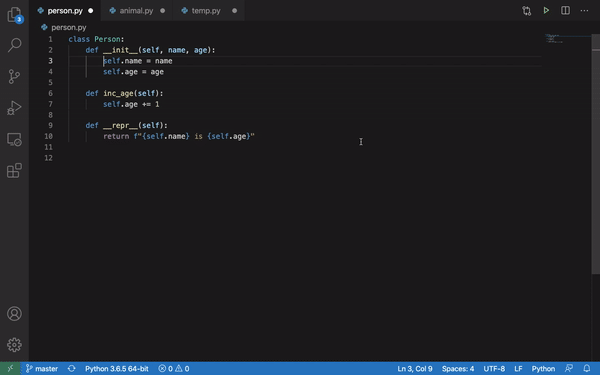 person.py animal.py temp.py
3
person.py
1 class Person:
2 def __init__(self, name, age):
3 self.name = name
4 self.age = age
5
6 def inc_age(self):
7 self.age += 1
8
9 def __repr__(self):
10 return f"{self.name} is {self.age}"
11
12
master Python 3.6.5 64-bit 0 0 Ln 3, Col 9 Spaces: 4 UTF-8 LF Python